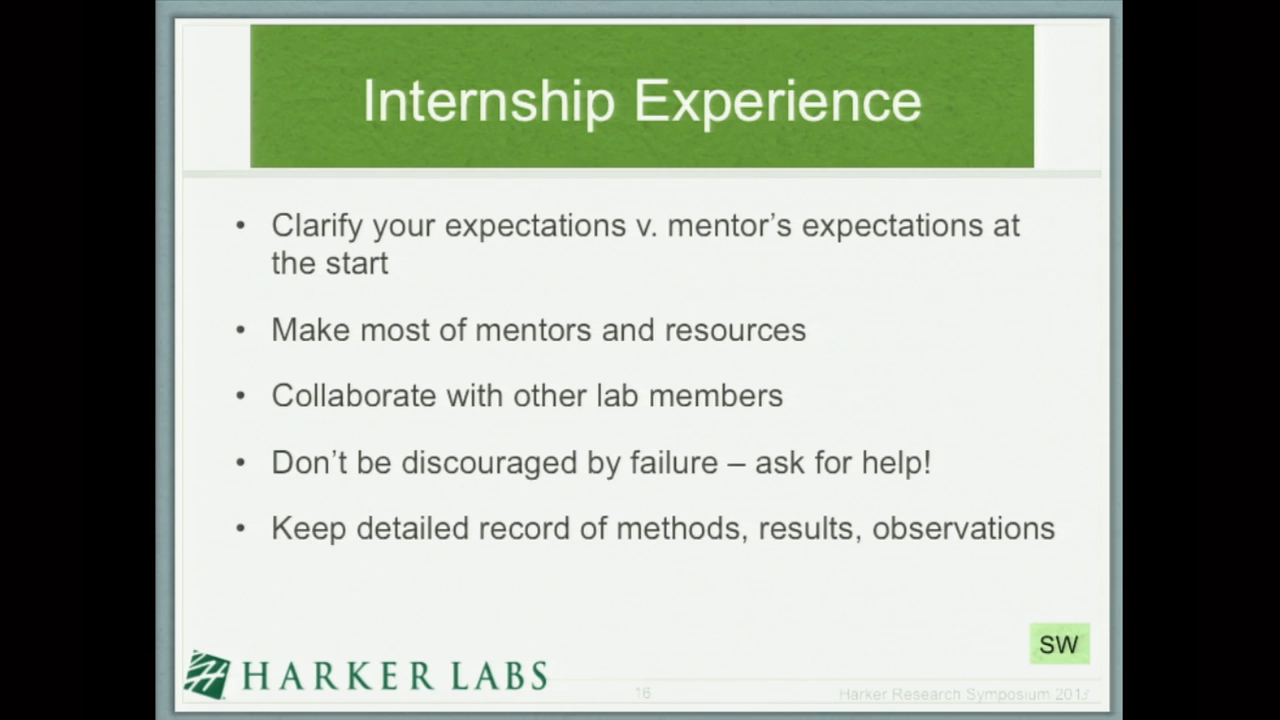 Internship Experience
• Clarify your expectations v. mentor's expectations at
the start
• Make most of mentors and resources
• Collaborate with other lab members
• Don't be discouraged by failure – ask for help!
• Keep detailed record of methods, results, observations
SW
HARKER LABS
16
Harker Research Symposium